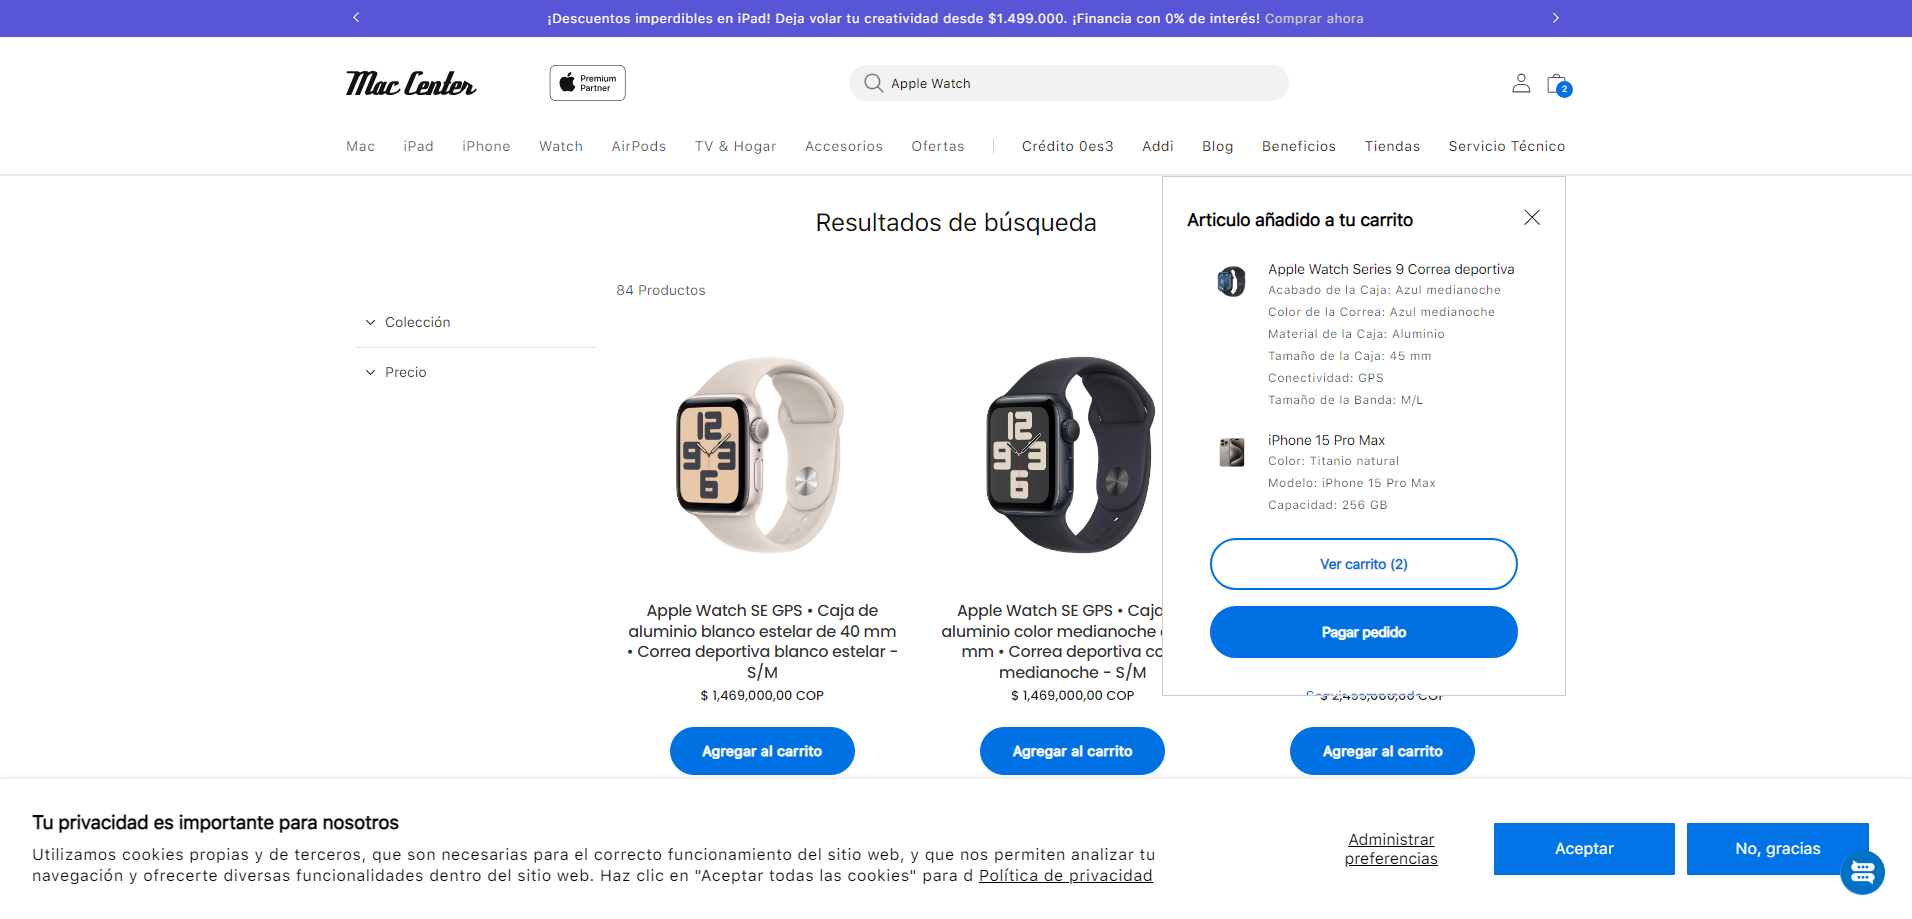 ¡Descuentos imperdibles en iPad! Deja volar tu creatividad desde $1.499.000. ¡Financia con 0% de interés! Comprar ahora
Mac Center
Premium
Partner
Apple Watch
2
Mac iPad iPhone Watch AirPods TV & Hogar Accesorios Ofertas Crédito 0es3 Addi Blog Beneficios Tiendas Servicio Técnico
Resultados de búsqueda
84 Productos
Colección
Precio
Articulo añadido a tu carrito
Apple Watch Series 9 Correa deportiva
Acabado de la Caja: Azul medianoche
Color de la Correa: Azul medianoche
Material de la Caja: Aluminio
Tamaño de la Caja: 45 mm
Conectividad: GPS
Tamaño de la Banda: M/L
iPhone 15 Pro Max
Color: Titanio natural
Modelo: iPhone 15 Pro Max
Capacidad: 256 GB
Ver carrito (2)
Pagar pedido
12
9 3
6
12
9 3
6
Apple Watch SE GPS • Caja de
aluminio blanco estelar de 40 mm
• Correa deportiva blanco estelar -
S/M
$ 1,469,000,00 COP
Agregar al carrito
Apple Watch SE GPS • Caja
aluminio color medianoche
mm • Correa deportiva co
medianoche - S/M
$ 1,469,000,00 COP
Agregar al carrito
Agregar al carrito
Tu privacidad es importante para nosotros
Utilizamos cookies propias y de terceros, que son necesarias para el correcto funcionamiento del sitio web, y que nos permiten analizar tu
navegación y ofrecerte diversas funcionalidades dentro del sitio web. Haz clic en "Aceptar todas las cookies" para d Política de privacidad
Administrar
preferencias
Aceptar
No, gracias